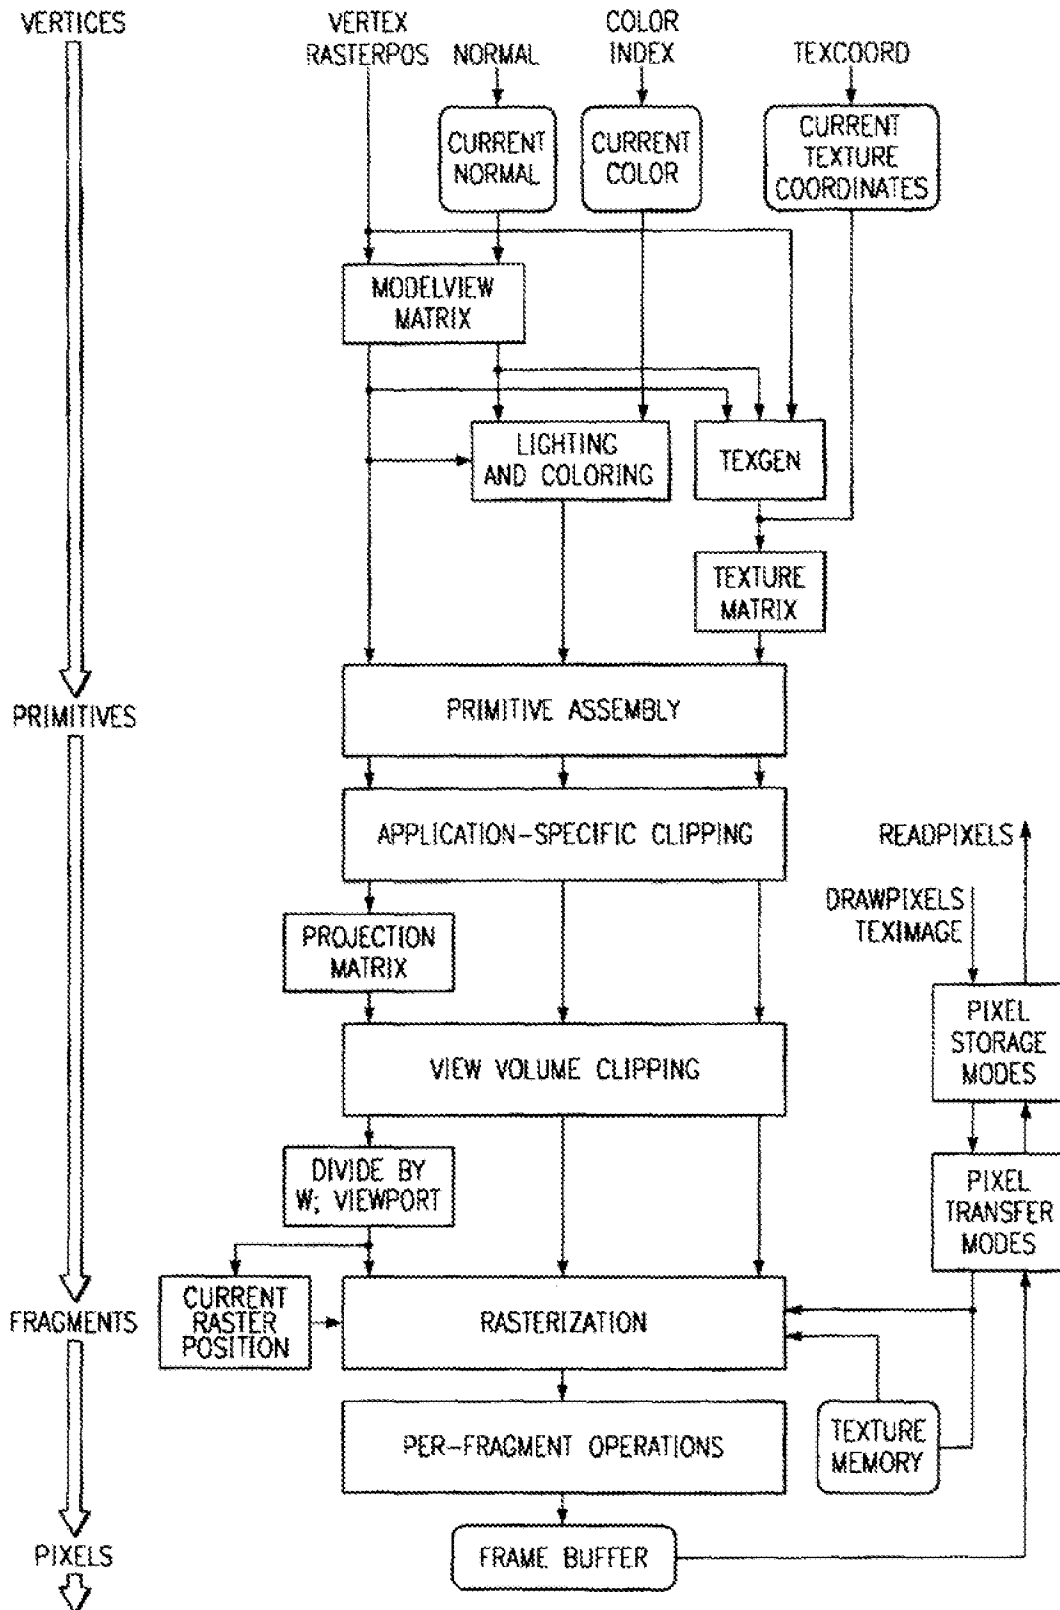 VERTICES
VERTEX
RASTERPOS
NORMAL
COLOR
INDEX
TEXCOORD
CURRENT
NORMAL
CURRENT
COLOR
CURRENT
TEXTURE
COORDINATES
MODELVIEW
MATRIX
LIGHTING
AND COLORING
TEXGEN
TEXTURE
MATRIX
PRIMITIVES
PRIMITIVE ASSEMBLY
APPLICATION-SPECIFIC CLIPPING
READPIXELS
DRAWPIXELS
TEXIMAGE
PROJECTION
MATRIX
PIXEL
STORAGE
MODES
VIEW VOLUME CLIPPING
DIVIDE BY
W; VIEWPORT
PIXEL
TRANSFER
MODES
FRAGMENTS
CURRENT
RASTER
POSITION
RASTERIZATION
PER-FRAGMENT OPERATIONS
TEXTURE
MEMORY
PIXELS
FRAME BUFFER